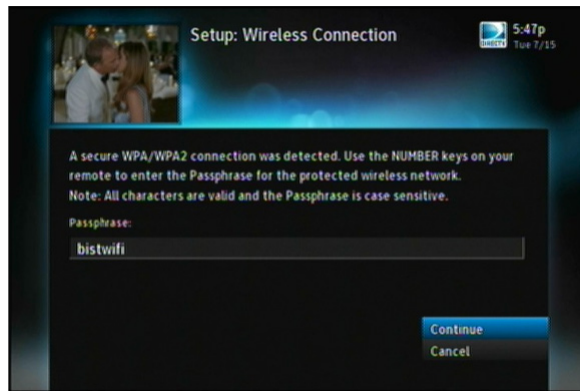 Setup: Wireless Connection
5:47p
DIRECTV
Tue 7/15
A secure WPA/WPA2 connection was detected. Use the NUMBER keys on your
remote to enter the Passphrase for the protected wireless network.
Note: All characters are valid and the Passphrase is case sensitive.
Passphrase:
bistwifi
Continue
Cancel